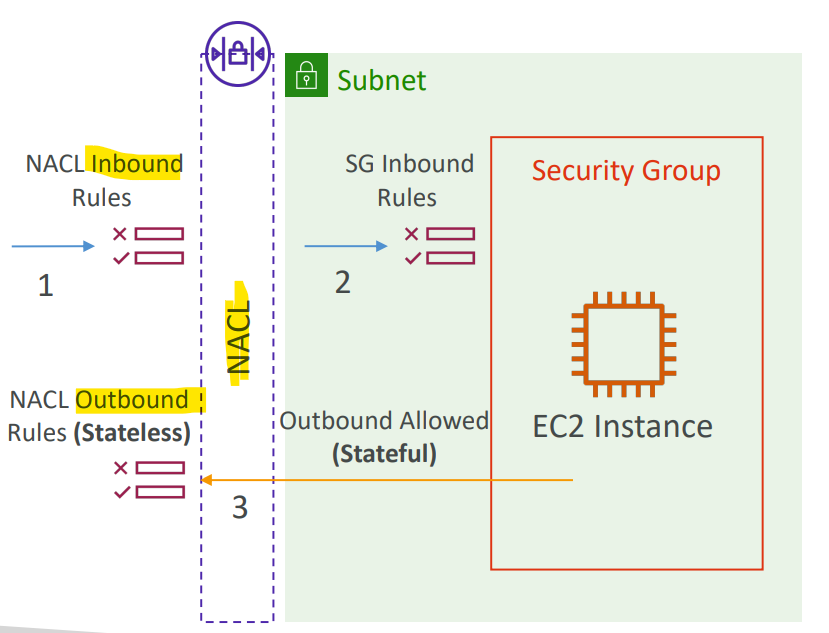 Subnet
NACL Inbound
Rules
SG Inbound
Rules
Security Group
1
2
NACL
NACL Outbound
Rules (Stateless)
Outbound Allowed
(Stateful)
EC2 Instance
3